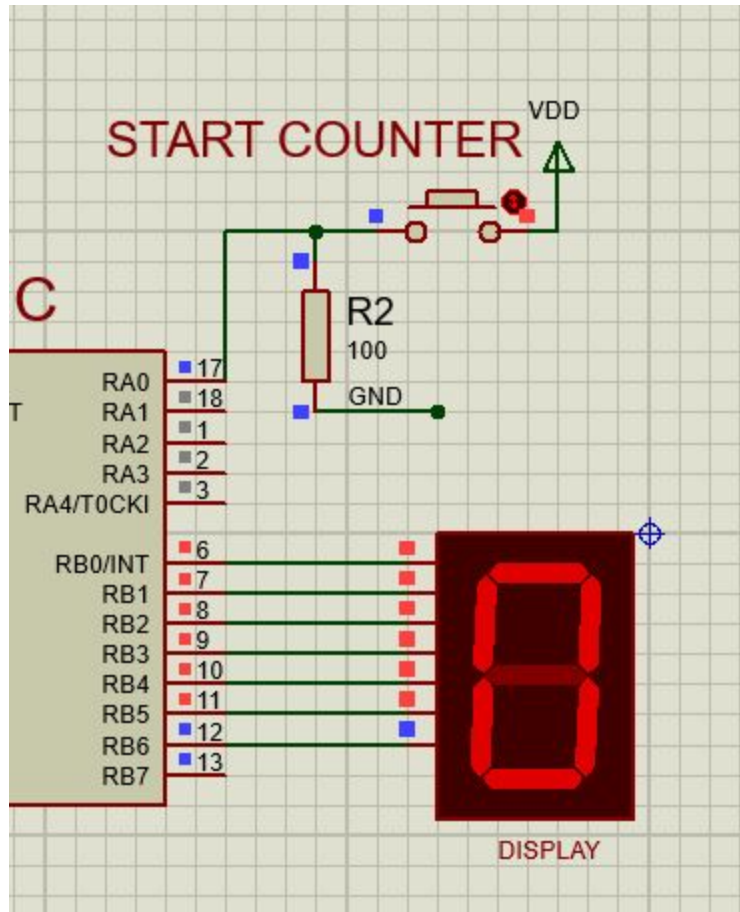 VDD
START COUNTER
C
R2
100
GND
17
RA0
18
T
RA1
1
RA2
2
RA3
3
RA4/T0CKI
6
RB0/INT
7
RB1
8
RB2
9
RB3
10
RB4
11
RB5
12
RB6
13
RB7
DISPLAY